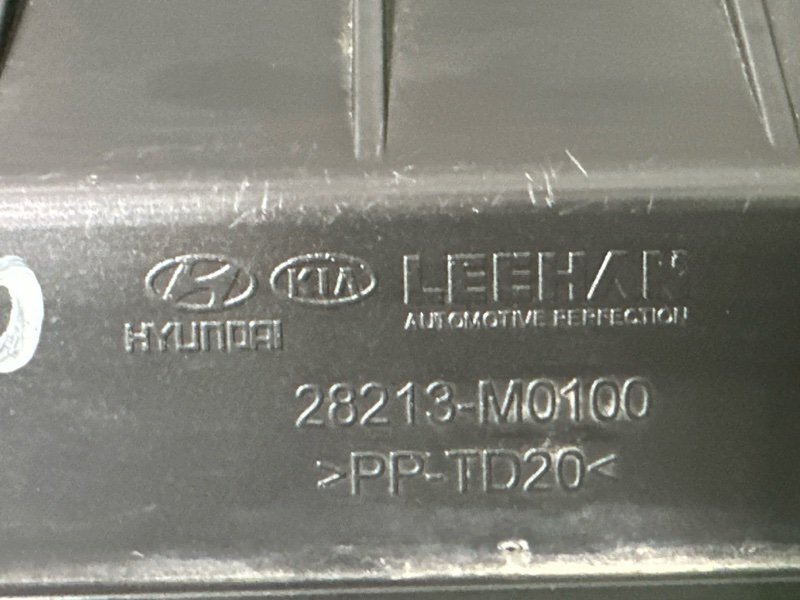 KIA LEEHAN
HYUNDAI AUTOMOTIVE PERFECTION
28213-M0100
>PP-TD20<